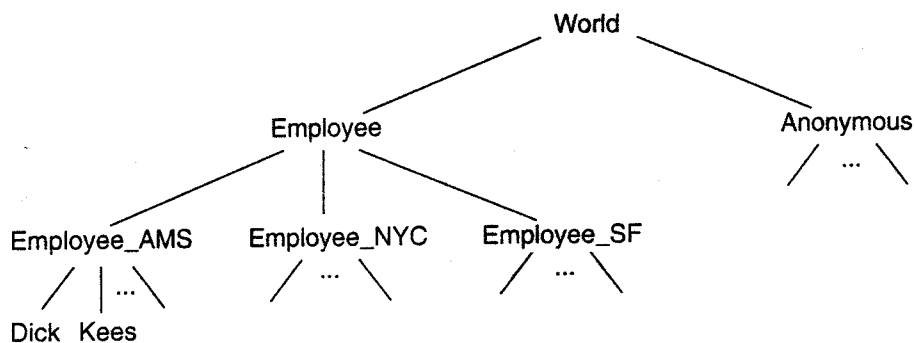 World
Employee Anonymous
...
Employee_AMS Employee_NYC Employee_SF
... ... ...
Dick Kees